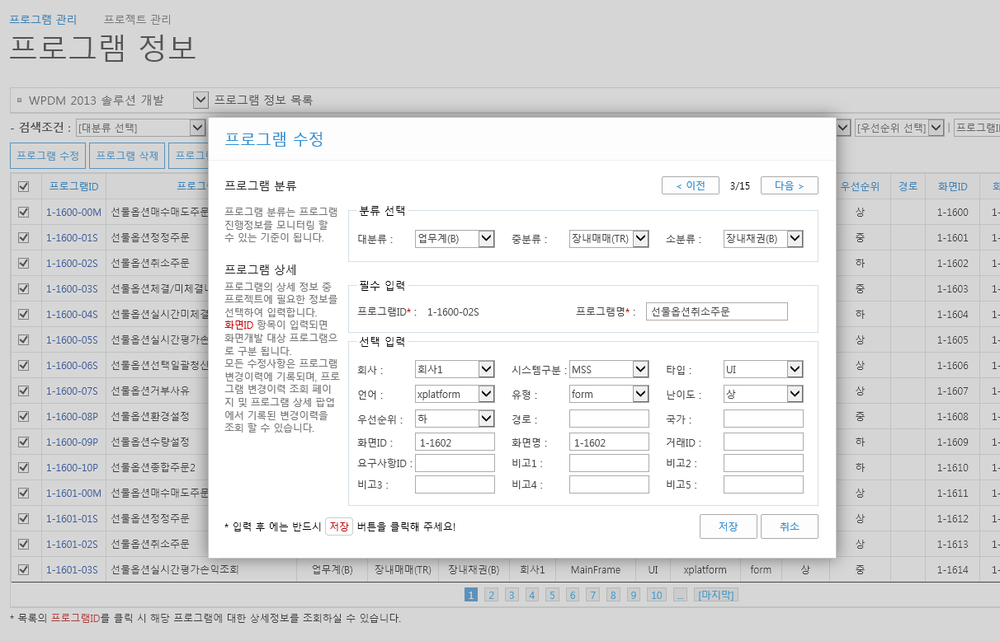 프로그램 관리 프로젝트 관리
프로그램 정보
WPDM 2013 솔루션 개발 프로그램 정보 목록
- 검색조건 : [대분류 선택] [우선순위 선택] | 프로그램ID
프로그램 수정 프로그램 삭제 프로그
프로그램ID 프로그 우선순위 경로 화면ID 화
1-1600-00M 선물옵션매수매도주문 상 1-1600 1-
1-1600-01S 선물옵션정정주문 중 1-1601 1-
1-1600-02S 선물옵션취소주문 하 1-1602 1-
1-1600-03S 선물옵션체결/미체결내 중 1-1603 1-
1-1600-04S 선물옵션실시간미체결 하 1-1604 1-
1-1600-05S 선물옵션실시간평가손 상 1-1605 1-
1-1600-06S 선물옵션선택일괄청산 상 1-1606 1-
1-1600-07S 선물옵션거부사유 상 1-1607 1-
1-1600-08P 선물옵션환경설정 중 1-1608 1-
1-1600-09P 선물옵션수량설정 하 1-1609 1-
1-1600-10P 선물옵션종합주문2 하 1-1610 1-
1-1601-00M 선물옵션매수매도주문 상 1-1611 1-
1-1601-01S 선물옵션정정주문 상 1-1612 1-
1-1601-02S 선물옵션취소주문 상 1-1613 1-
1-1601-03S 선물옵션실시간평가손익조회 업무계(B) 장내매매(TR) 장내채권(B) 회사1 MainFrame UI xplatform form 상 중 1-1614 1-
1 2 3 4 5 6 7 8 9 10 ... [마지막]
* 목록의 프로그램ID를 클릭 시 해당 프로그램에 대한 상세정보를 조회하실 수 있습니다.
프로그램 수정
프로그램 분류 < 이전 3/15 다음 >
프로그램 분류는 프로그램
진행정보를 모니터링 할
수 있는 기준이 됩니다.
프로그램 상세
프로그램의 상세 정보 중
프로젝트에 필요한 정보를
선택하여 입력합니다.
화면ID 항목이 입력되면
화면개발 대상 프로그램으
로 구분 됩니다.
모든 수정사항은 프로그램
변경이력에 기록되며, 프로
그램 변경이력 조회 페이
지 및 프로그램 상세 팝업
에서 기록된 변경이력을
조회 할 수 있습니다.
분류 선택
대분류 : 업무계(B) 중분류 : 장내매매(TR) 소분류 : 장내채권(B)
필수 입력
프로그램ID* : 1-1600-02S 프로그램명* : 선물옵션취소주문
선택 입력
회사 : 회사1 시스템구분 : MSS 타입 : UI
언어 : xplatform 유형 : form 난이도 : 상
우선순위 : 하 경로 : 국가 :
화면ID : 1-1602 화면명 : 1-1602 거래ID :
요구사항ID : 비고1 : 비고2 :
비고3 : 비고4 : 비고5 :
* 입력 후 에는 반드시 저장 버튼을 클릭해 주세요! 저장 취소